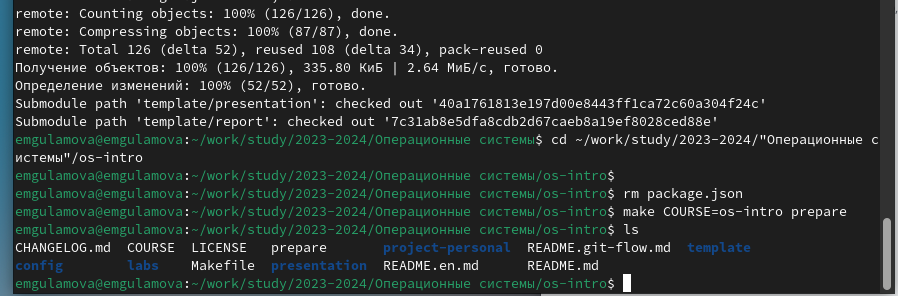 remote: Counting objects: 100% (126/126), done.
remote: Compressing objects: 100% (87/87), done.
remote: Total 126 (delta 52), reused 108 (delta 34), pack-reused 0
Получение объектов: 100% (126/126), 335.80 КиБ | 2.64 МиБ/с, готово.
Определение изменений: 100% (52/52), готово.
Submodule path 'template/presentation': checked out '40a1761813e197d00e8443ff1ca72c60a304f24c'
Submodule path 'template/report': checked out '7c31ab8e5dfa8cdb2d67caeb8a19ef8028ced88e'
emgulamova@emgulamova:~/work/study/2023-2024/Операционные системы$ cd ~/work/study/2023-2024/"Операционные с
истемы"/os-intro
emgulamova@emgulamova:~/work/study/2023-2024/Операционные системы/os-intro$
emgulamova@emgulamova:~/work/study/2023-2024/Операционные системы/os-intro$ rm package.json
emgulamova@emgulamova:~/work/study/2023-2024/Операционные системы/os-intro$ make COURSE=os-intro prepare
emgulamova@emgulamova:~/work/study/2023-2024/Операционные системы/os-intro$ ls
CHANGELOG.md COURSE LICENSE prepare project-personal README.git-flow.md template
config labs Makefile presentation README.en.md README.md
emgulamova@emgulamova:~/work/study/2023-2024/Операционные системы/os-intro$